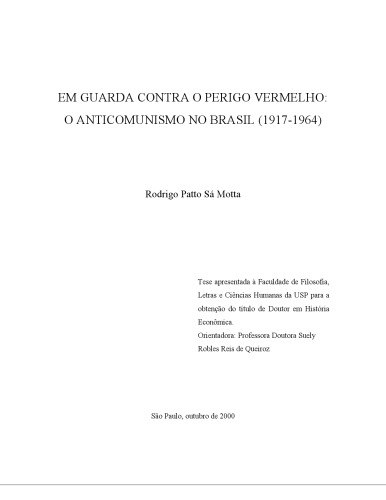 EM GUARDA CONTRA O PERIGO VERMELHO:
O ANTICOMUNISMO NO BRASIL (1917-1964)
Rodrigo Patto Sá Motta
Tese apresentada à Faculdade de Filosofia,
Letras e Ciências Humanas da USP para a
obtenção do título de Doutor em História
Econômica.
Orientadora: Professora Doutora Suely
Robles Reis de Queiroz
São Paulo, outubro de 2000